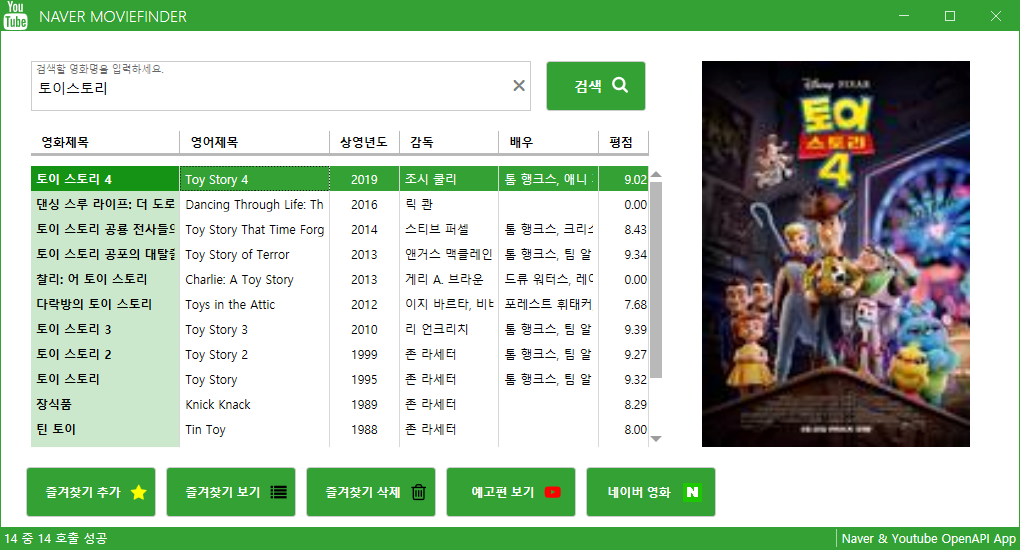 You Tube NAVER MOVIEFINDER
검색할 영화명을 입력하세요.
토이스토리
검색
영화제목 영어제목 상영년도 감독 배우 평점
토이 스토리 4 Toy Story 4 2019 조시 쿨리 톰 행크스, 애니 9.02
댄싱 스루 라이프: 더 도로 Dancing Through Life: Th 2016 릭 콴 0.00
토이 스토리 공룡 전사들의 Toy Story That Time Forg 2014 스티브 퍼셀 톰 행크스, 크리스 8.43
토이 스토리 공포의 대탈출 Toy Story of Terror 2013 앤거스 맥클레인 톰 행크스, 팀 알 9.34
찰리: 어 토이 스토리 Charlie: A Toy Story 2013 게리 A. 브라운 드류 워터스, 레이 0.00
다락방의 토이 스토리 Toys in the Attic 2012 이지 바르타, 비비 포레스트 휘태커 7.68
토이 스토리 3 Toy Story 3 2010 리 언크리치 톰 행크스, 팀 알 9.39
토이 스토리 2 Toy Story 2 1999 존 라세터 톰 행크스, 팀 알 9.27
토이 스토리 Toy Story 1995 존 라세터 톰 행크스, 팀 알 9.32
장식품 Knick Knack 1989 존 라세터 8.29
틴 토이 Tin Toy 1988 존 라세터 8.00
Disney PIXAR
토이
스토리
4
즐겨찾기 추가 즐겨찾기 보기 즐겨찾기 삭제 예고편 보기 네이버 영화 N
14 중 14 호출 성공 Naver & Youtube OpenAPI App